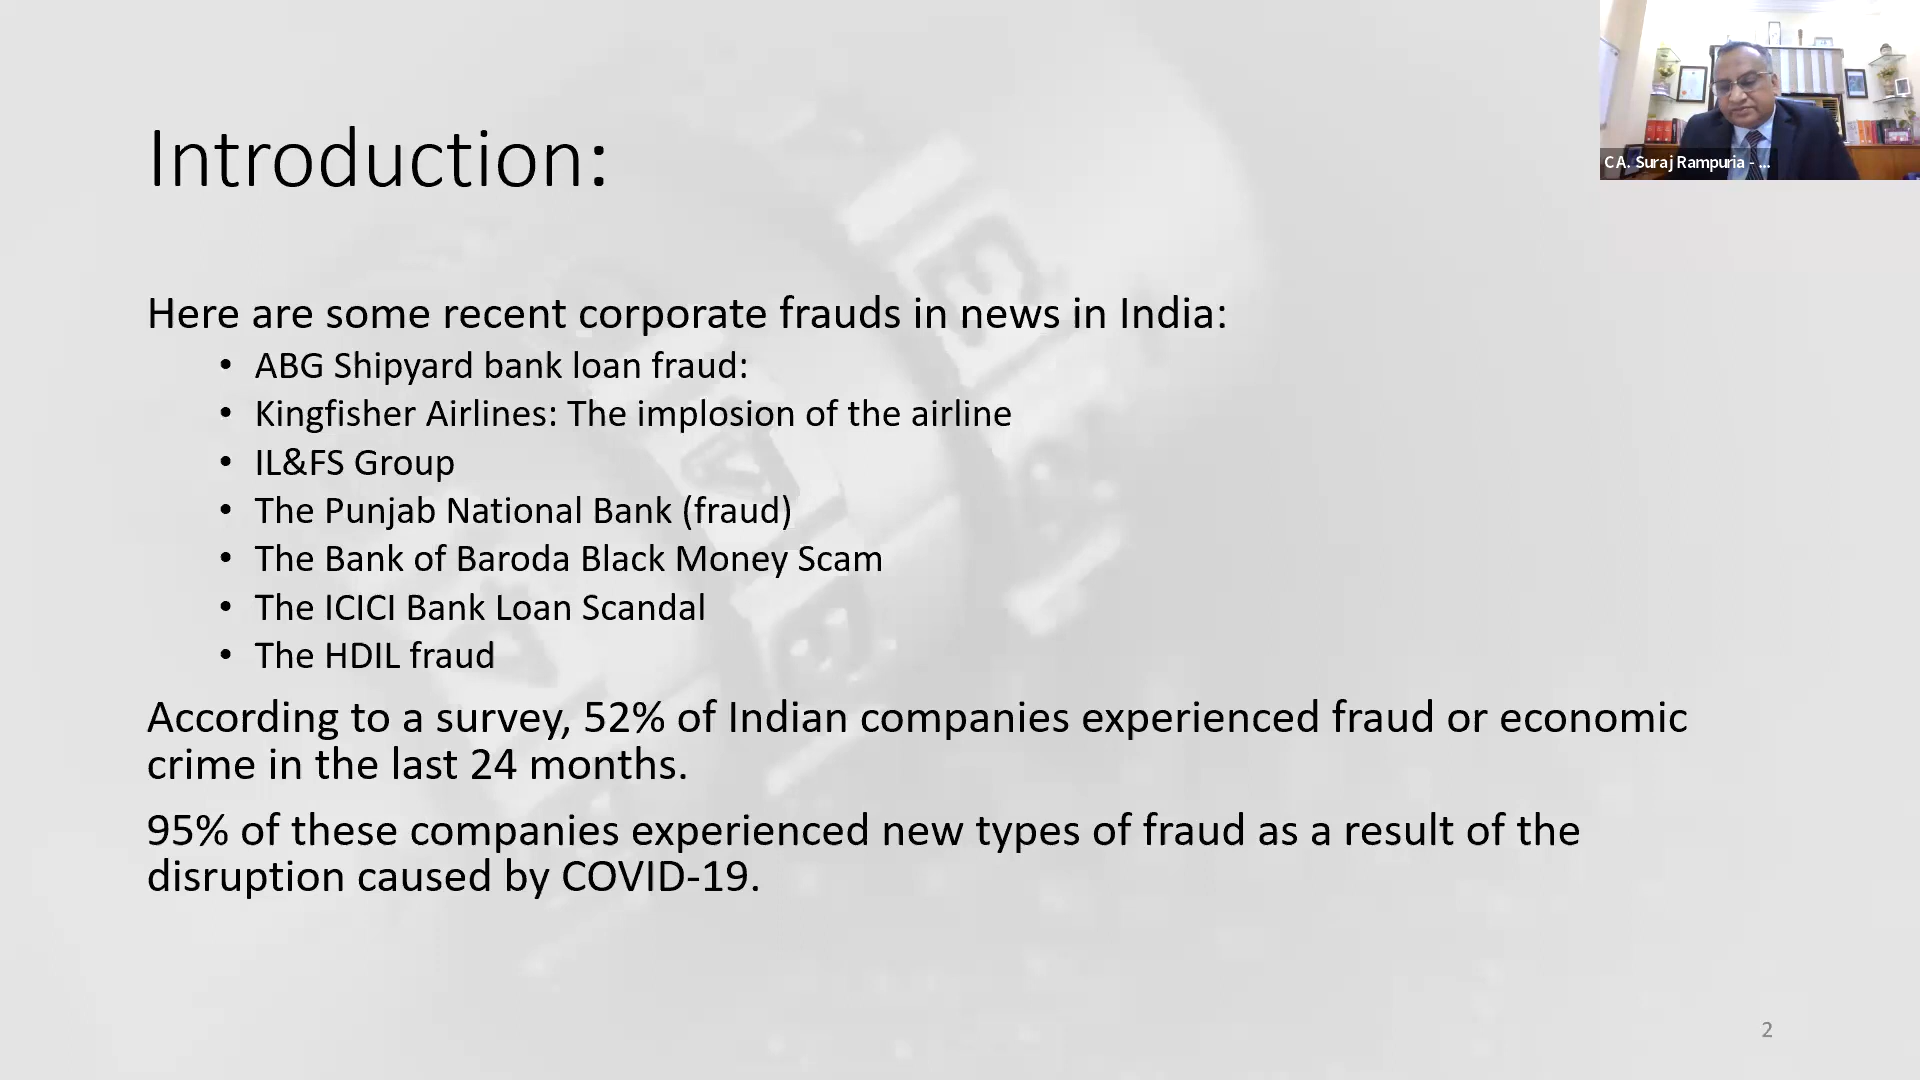 Introduction:
CA. Suraj Rampuria - ...
Here are some recent corporate frauds in news in India:
• ABG Shipyard bank loan fraud:
• Kingfisher Airlines: The implosion of the airline
• IL&FS Group
• The Punjab National Bank (fraud)
• The Bank of Baroda Black Money Scam
• The ICICI Bank Loan Scandal
• The HDIL fraud
According to a survey, 52% of Indian companies experienced fraud or economic
crime in the last 24 months.
95% of these companies experienced new types of fraud as a result of the
disruption caused by COVID-19.
2